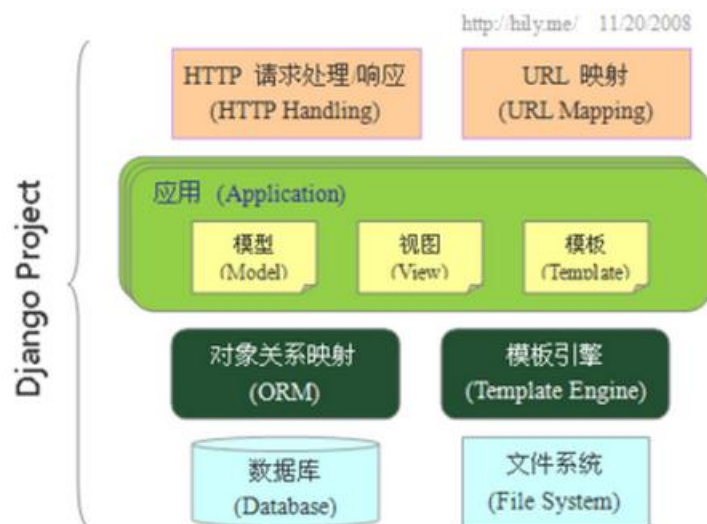 http://hily.me/ 11/20/2008
Django Project
HTTP 请求处理/响应
(HTTP Handling)
URL 映射
(URL Mapping)
应用 (Application)
模型
(Model)
视图
(View)
模板
(Template)
对象关系映射
(ORM)
模板引擎
(Template Engine)
数据库
(Database)
文件系统
(File System)